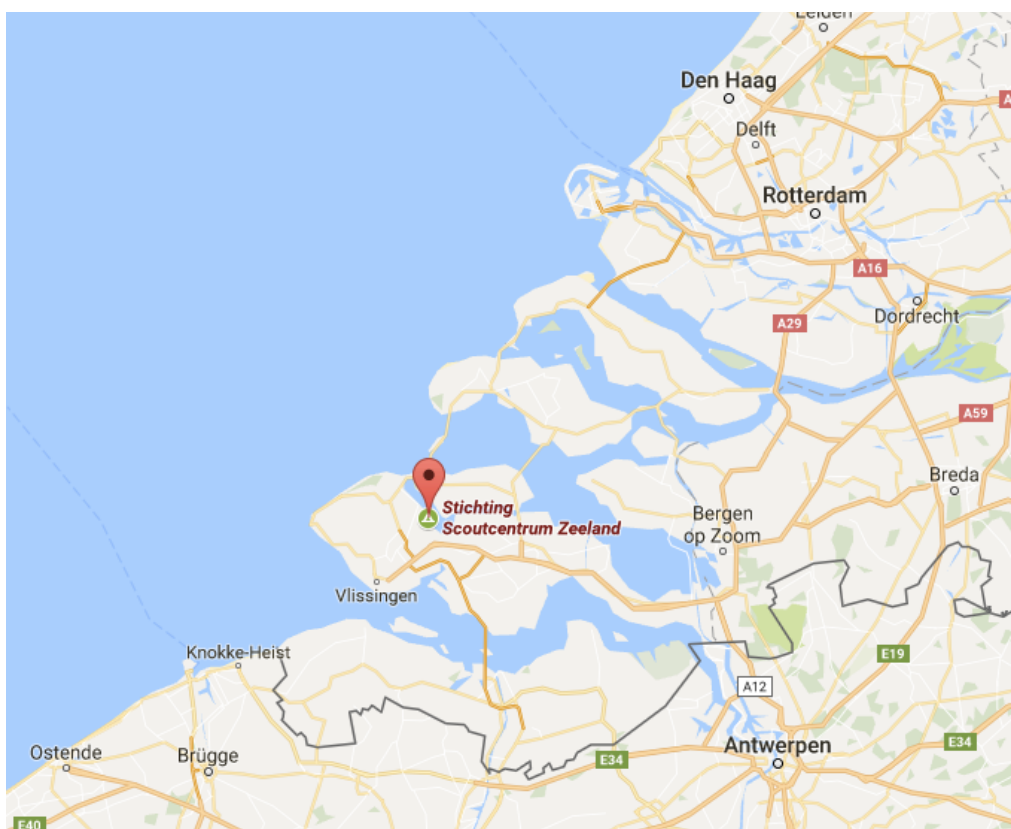 Leiden
Den Haag
A
Delft
Rotterdam
A16
Dordrecht
A29
A59
Breda
Stichting
Scoutcentrum Zeeland
Bergen
op Zoom
Vlissingen
Knokke-Heist
E19
A12
Ostende
Brügge
E34
Antwerpen
E34
E40